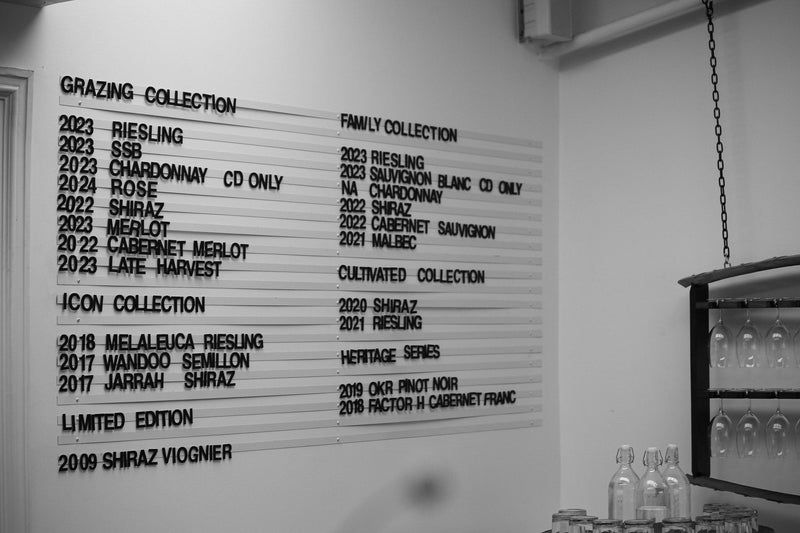 GRAZING COLLECTION
2023 RIESLING
2023 SSB
2023 CHARDONNAY CD ONLY
2024 ROSE
2022 SHIRAZ
2023 MERLOT
2022 CABERNET MERLOT
2023 LATE HARVEST
ICON COLLECTION
2018 MELALEUCA RIESLING
2017 WANDOO SEMILLON
2017 JARRAH SHIRAZ
LIMITED EDITION
2009 SHIRAZ VIOGNIER
FAMILY COLLECTION
2023 RIESLING
2023 SAUVIGNON BLANC CD ONLY
NA CHARDONNAY
2022 SHIRAZ
2022 CABERNET SAUVIGNON
2021 MALBEC
CULTIVATED COLLECTION
2020 SHIRAZ
2021 RIESLING
HERITAGE SERIES
2019 OKR PINOT NOIR
2018 FACTOR H CABERNET FRANC